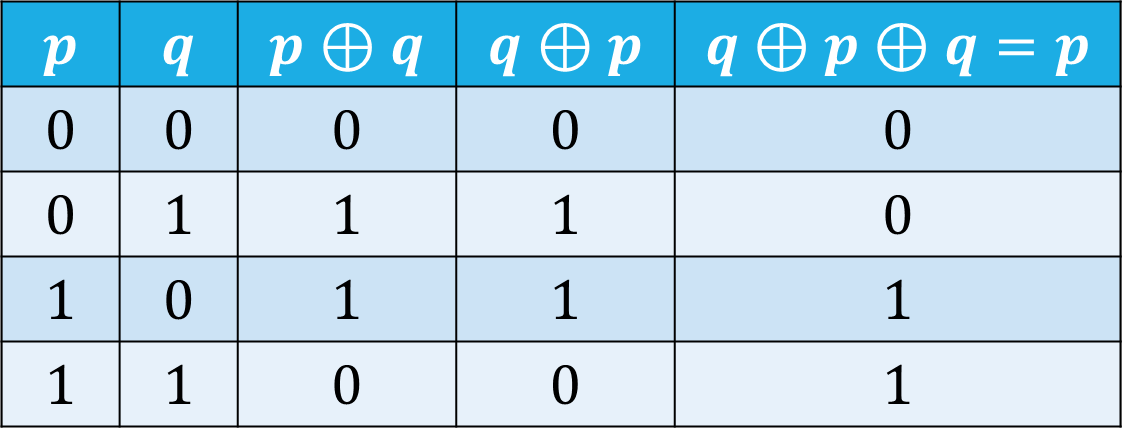 p q p ⊕ q q ⊕ p q ⊕ p ⊕ q = p
0 0 0 0 0
0 1 1 1 0
1 0 1 1 1
1 1 0 0 1